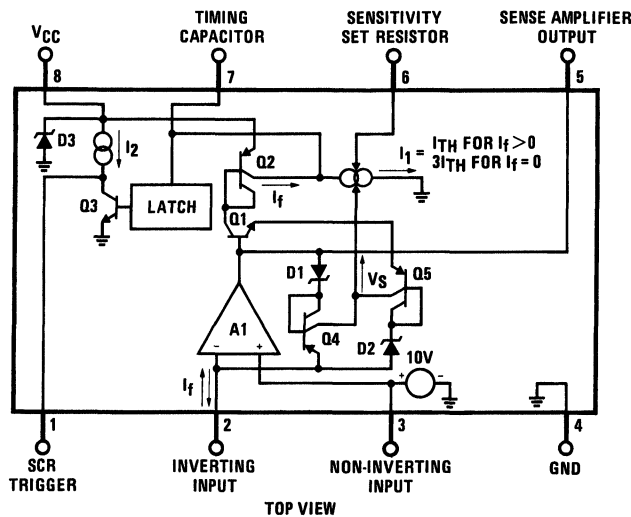 TIMING
CAPACITOR
SENSITIVITY
SET RESISTOR
SENSE AMPLIFIER
OUTPUT
VCC
8
7
6
5
D3
I2
Q2
I1 = ITH FOR If > 0
3ITH FOR If = 0
Q3
LATCH
If
Q1
D1
VS
Q5
A1
-
+
Q4
D2
10V
+
-
If
1
2
3
4
SCR
TRIGGER
INVERTING
INPUT
NON-INVERTING
INPUT
GND
TOP VIEW